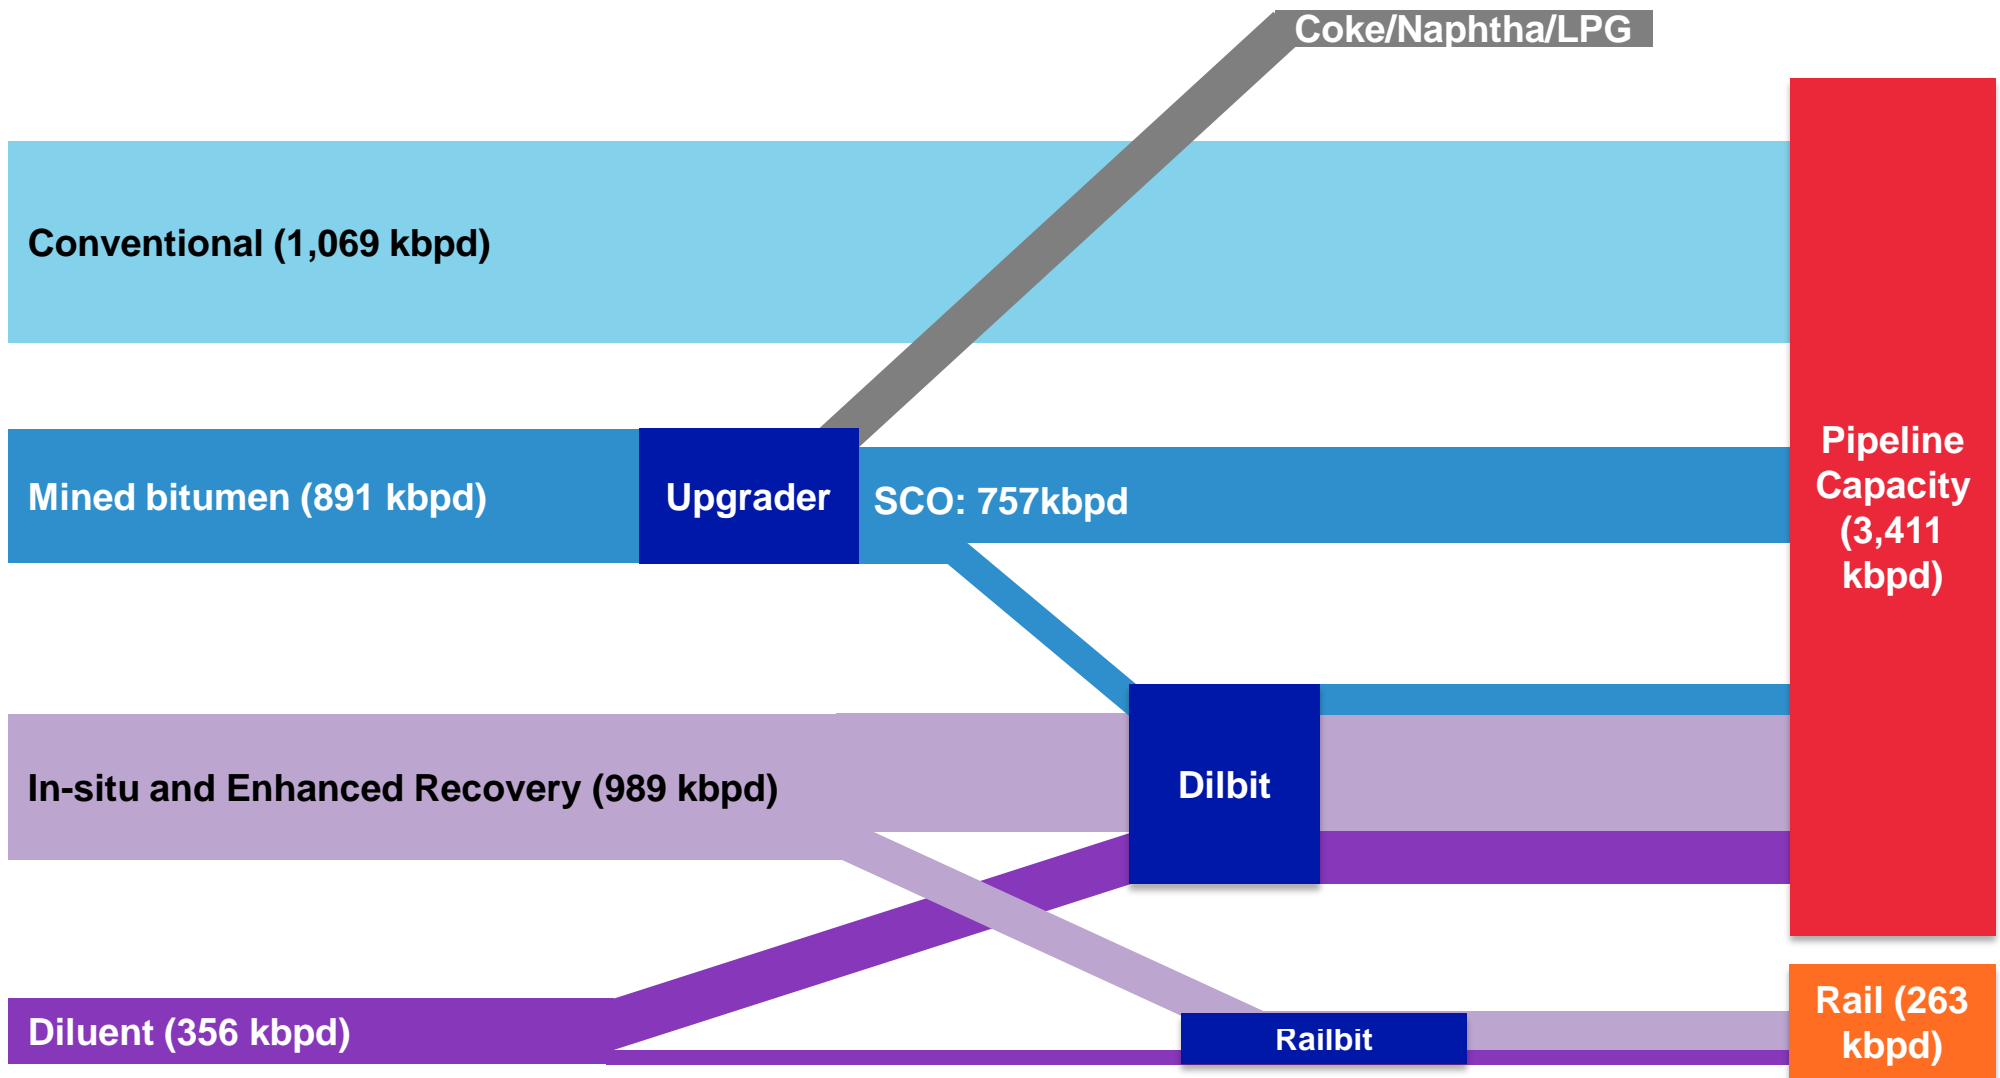 Coke/Naphtha/LPG
Conventional (1,069 kbpd)
Pipeline
Capacity
(3,411
kbpd)
Mined bitumen (891 kbpd)
Upgrader
SCO: 757kbpd
In-situ and Enhanced Recovery (989 kbpd)
Dilbit
Diluent (356 kbpd)
Railbit
Rail (263
kbpd)